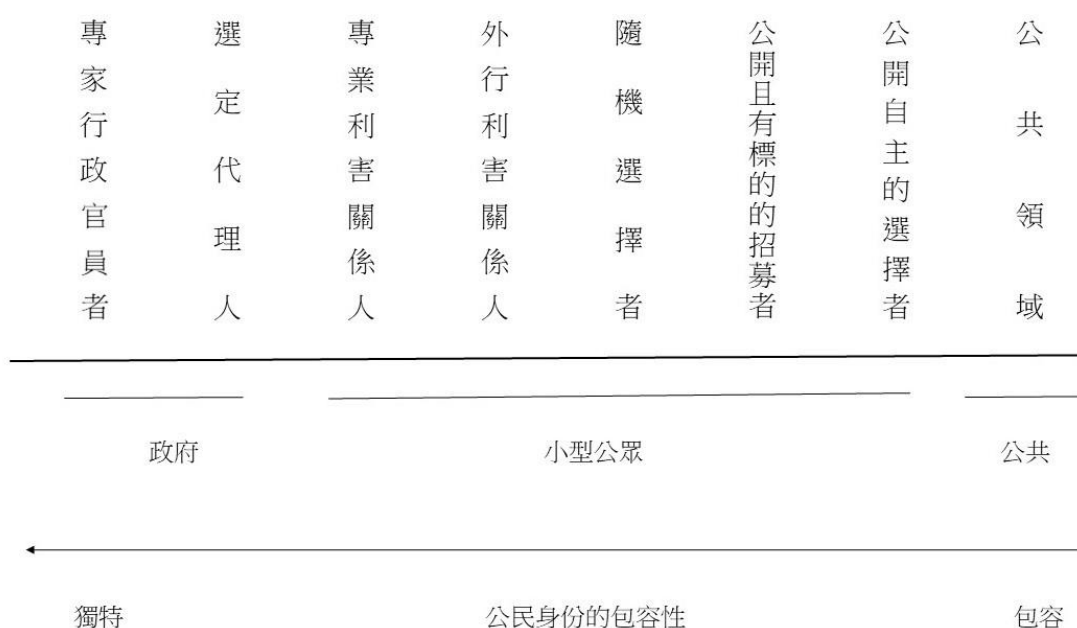 專家行政官員者
選定代理人
專業利害關係人
外行利害關係人
隨機選擇者
公開且有標的的招募者
公開自主的選擇者
公共領域
政府
小型公眾
公共
獨特
公民身份的包容性
包容